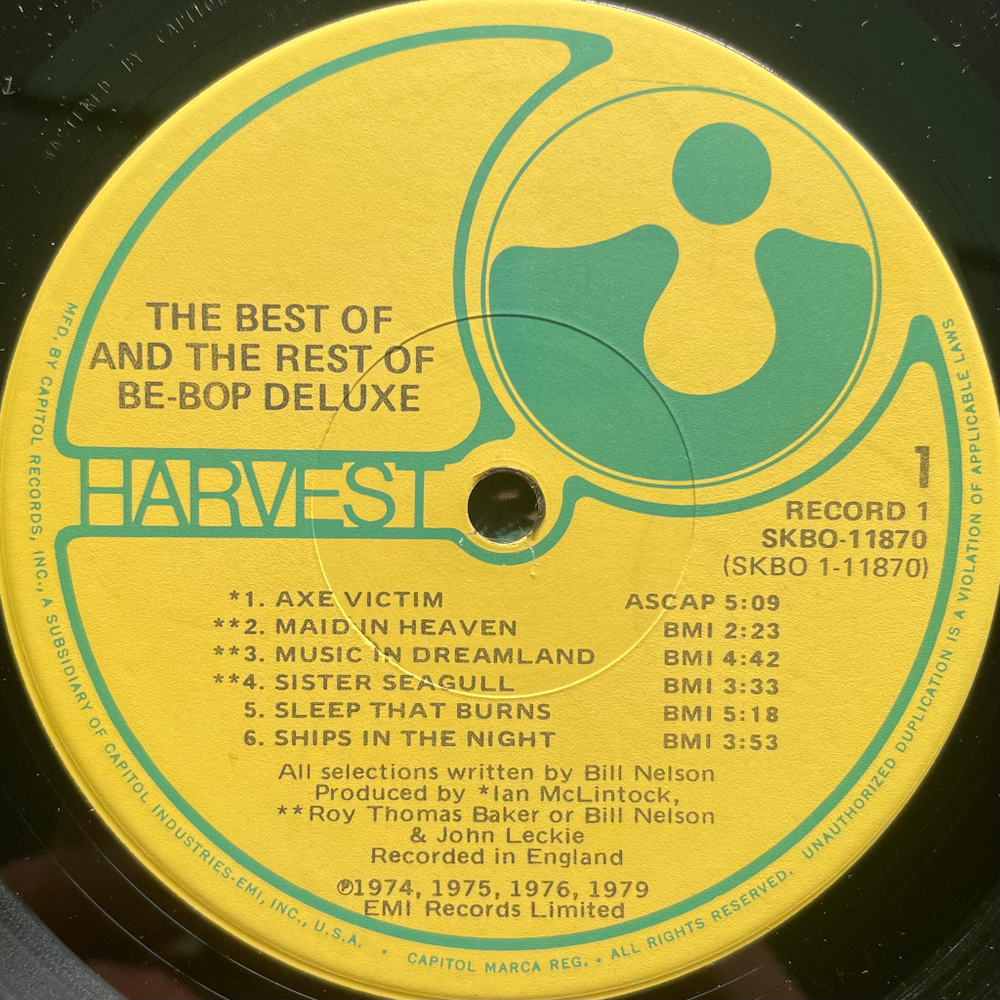 THE BEST OF
AND THE REST OF
BE-BOP DELUXE
HARVEST
1
RECORD 1
SKBO-11870
(SKBO 1-11870)
*1. AXE VICTIM ASCAP 5:09
**2. MAID IN HEAVEN BMI 2:23
**3. MUSIC IN DREAMLAND BMI 4:42
**4. SISTER SEAGULL BMI 3:33
5. SLEEP THAT BURNS BMI 5:18
6. SHIPS IN THE NIGHT BMI 3:53
All selections written by Bill Nelson
Produced by *Ian McLintock,
**Roy Thomas Baker or Bill Nelson
& John Leckie
Recorded in England
℗1974, 1975, 1976, 1979
EMI Records Limited
MFD. BY CAPITOL RECORDS, INC., A SUBSIDIARY OF CAPITOL INDUSTRIES-EMI, INC., U.S.A. • CAPITOL MARCA REG. • ALL RIGHTS RESERVED. UNAUTHORIZED DUPLICATION IS A VIOLATION OF APPLICABLE LAWS